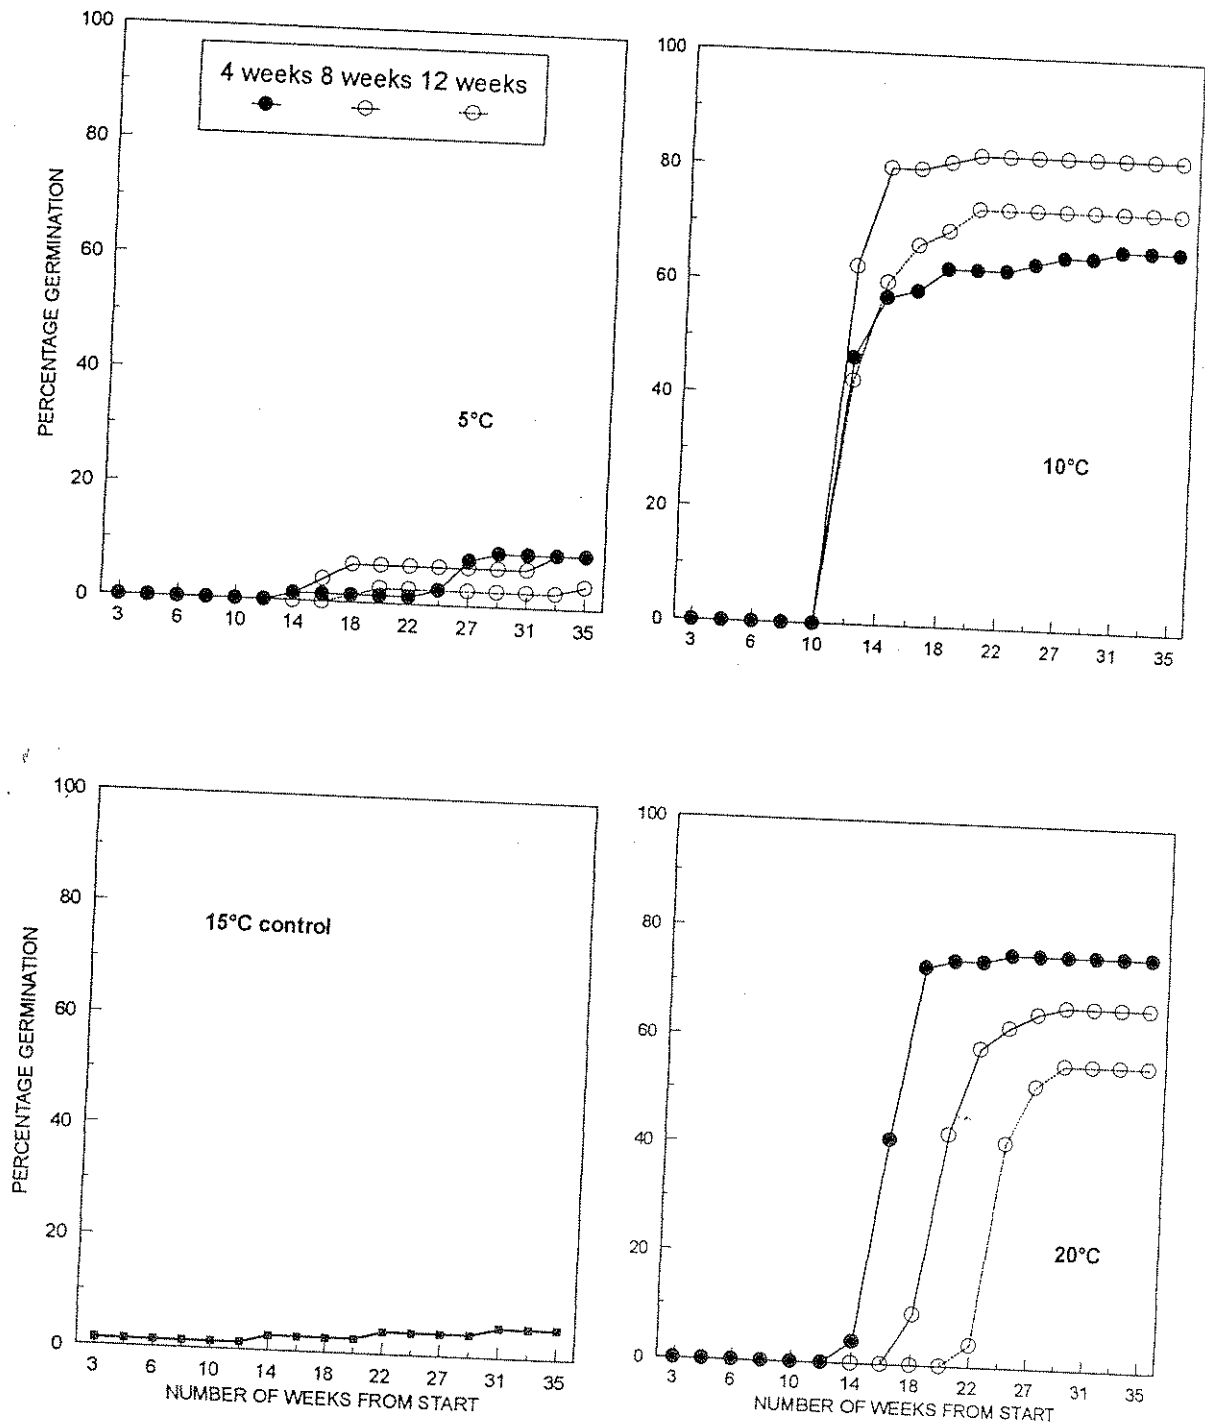 100
80
60
40
20
0
PERCENTAGE GERMINATION
4 weeks 8 weeks 12 weeks
5°C
3 6 10 14 18 22 27 31 35
100
80
60
40
20
0
10°C
3 6 10 14 18 22 27 31 35
100
80
60
40
20
0
PERCENTAGE GERMINATION
15°C control
3 6 10 14 18 22 27 31 35
NUMBER OF WEEKS FROM START
100
80
60
40
20
0
20°C
3 6 10 14 18 22 27 31 35
NUMBER OF WEEKS FROM START